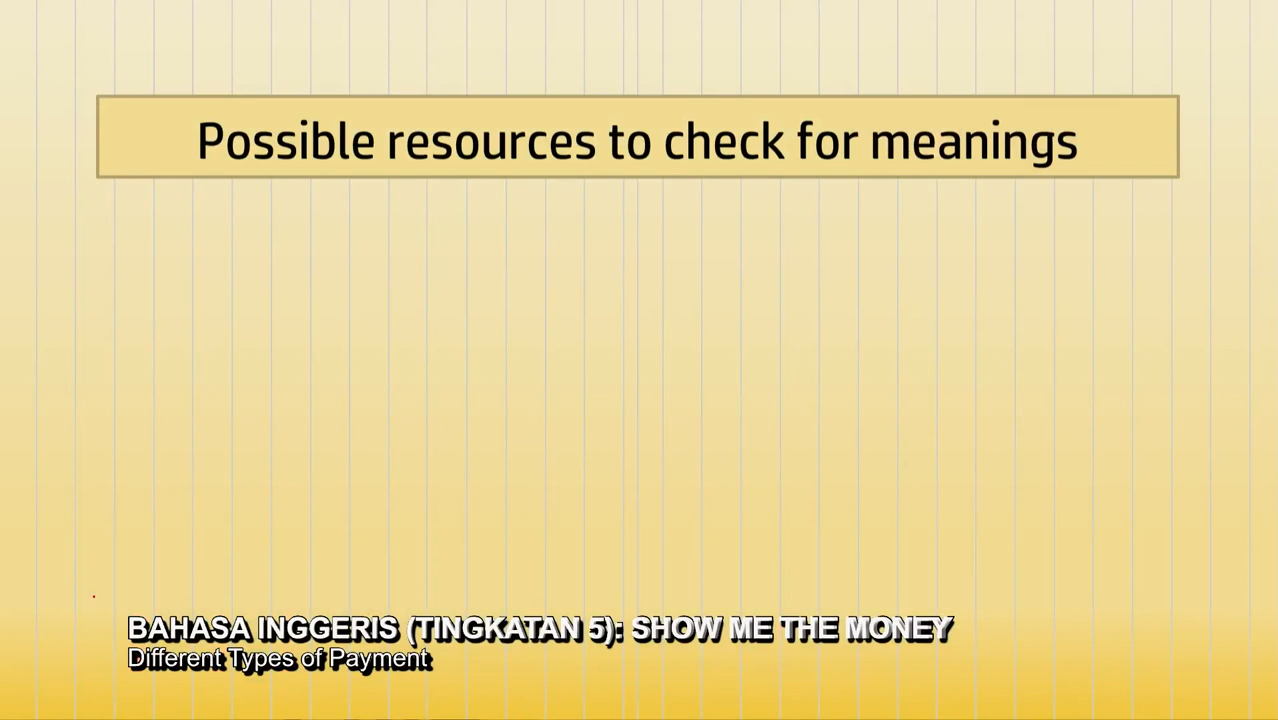 Possible resources to check for meanings
BAHASA INGGERIS (TINGKATAN 5): SHOW ME THE MONEY
Different Types of Payment